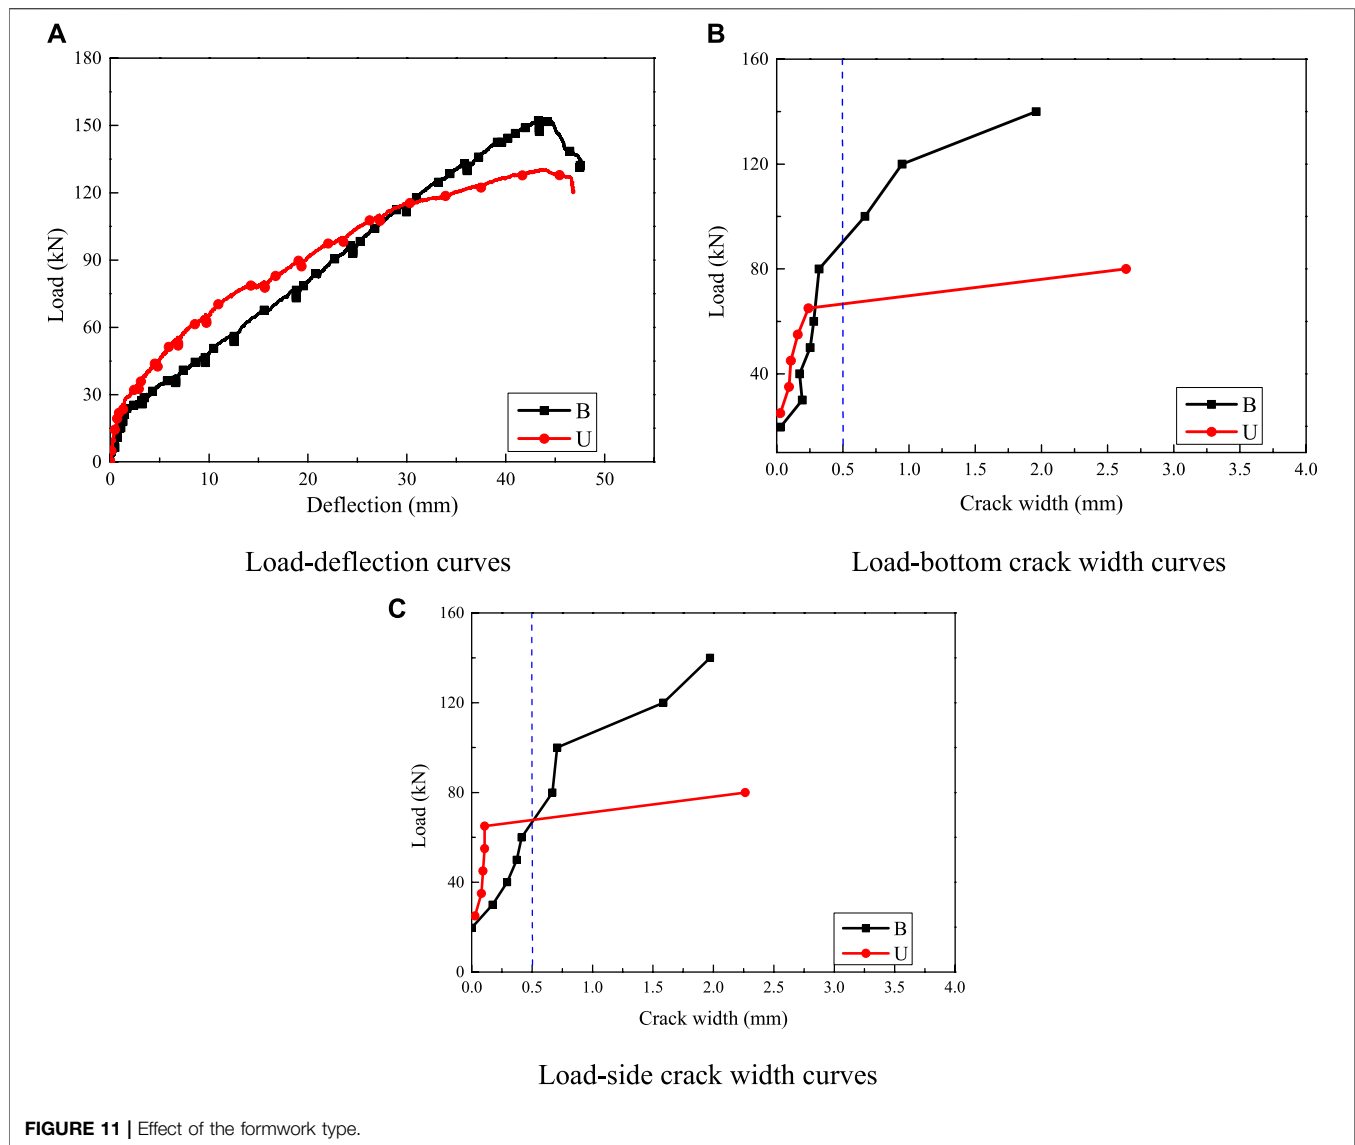 A
180
150
120
90
60
30
0
Load (kN)
B
U
0 10 20 30 40 50
Deflection (mm)
Load-deflection curves
B
160
120
80
40
Load (kN)
B
U
0.0 0.5 1.0 1.5 2.0 2.5 3.0 3.5 4.0
Crack width (mm)
Load-bottom crack width curves
C
160
120
80
40
0
Load (kN)
B
U
0.0 0.5 1.0 1.5 2.0 2.5 3.0 3.5 4.0
Crack width (mm)
Load-side crack width curves
FIGURE 11 | Effect of the formwork type.